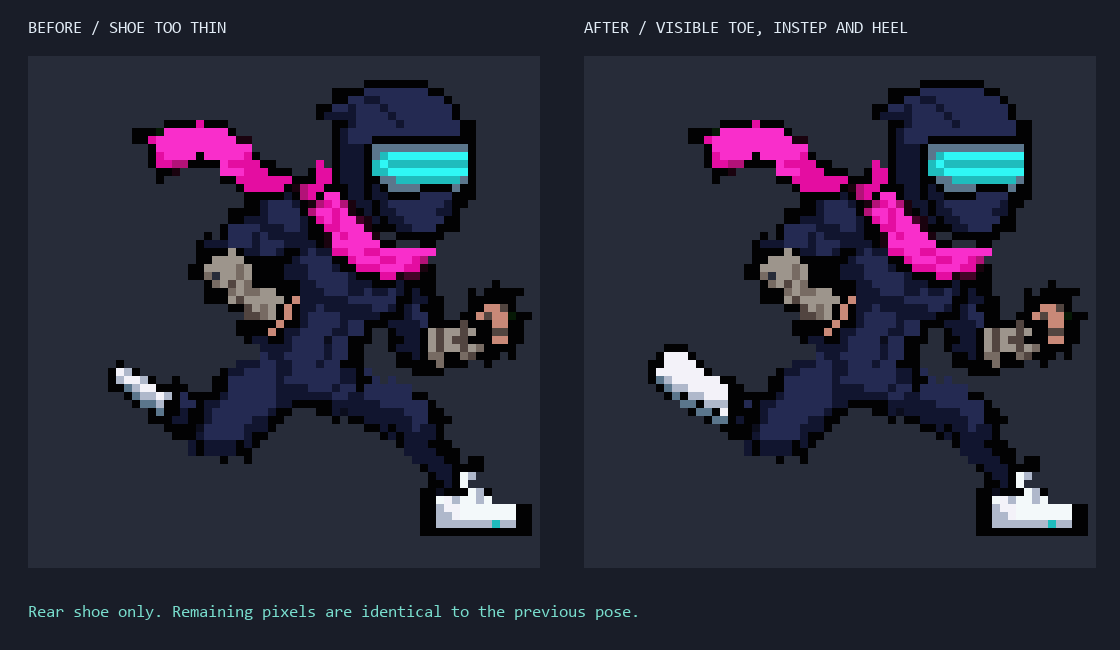 BEFORE / SHOE TOO THIN
AFTER / VISIBLE TOE, INSTEP AND HEEL
Rear shoe only. Remaining pixels are identical to the previous pose.